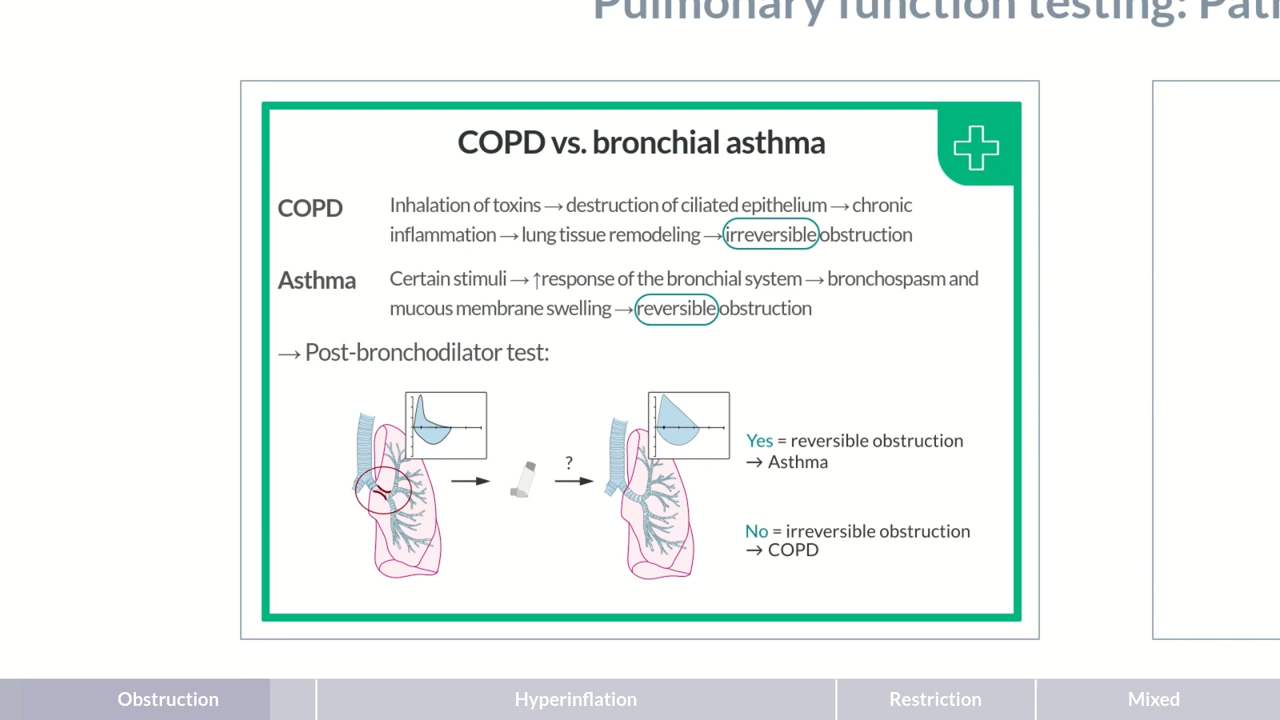 Pulmonary function testing:
COPD vs. bronchial asthma
COPD
Inhalation of toxins → destruction of ciliated epithelium → chronic
inflammation → lung tissue remodeling → irreversible obstruction
Asthma
Certain stimuli → ↑response of the bronchial system → bronchospasm and
mucous membrane swelling → reversible obstruction
→ Post-bronchodilator test:
?
Yes = reversible obstruction
→ Asthma
No = irreversible obstruction
→ COPD
Obstruction
Hyperinflation
Restriction
Mixed